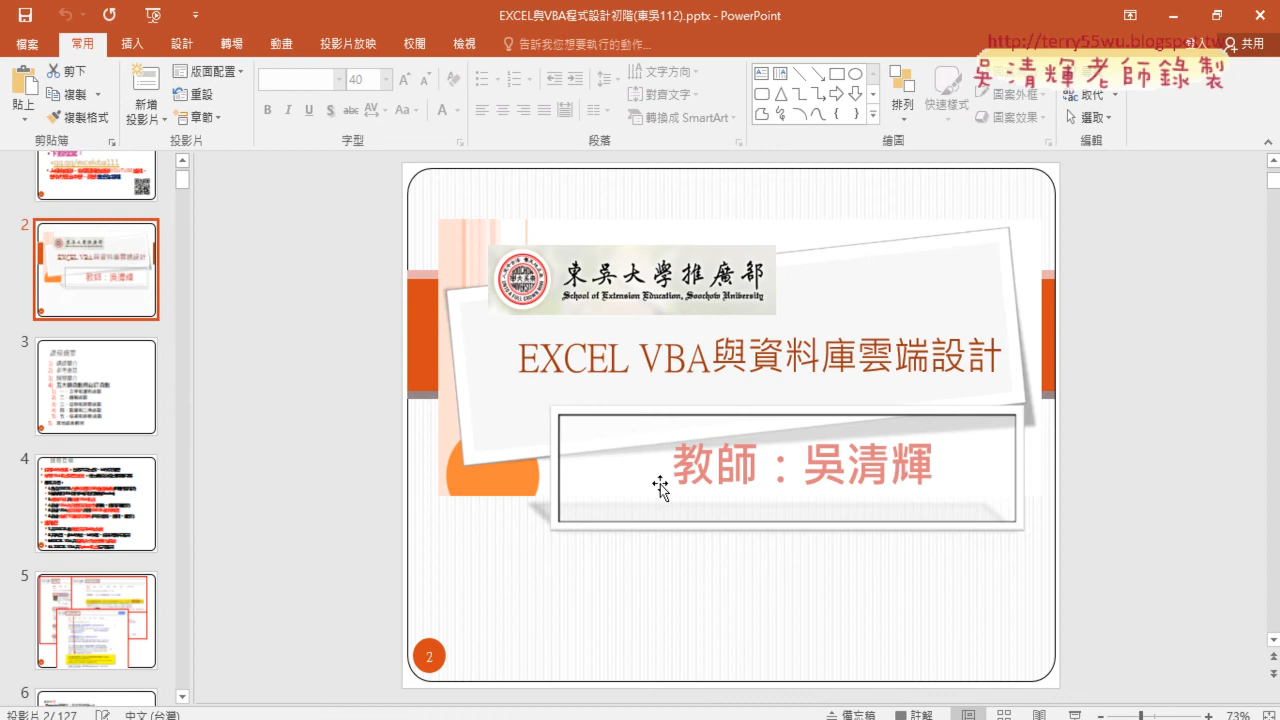 EXCEL與VBA程式設計初階(東吳112).pptx - PowerPoint
檔案 常用 插入 設計 轉場 動畫 投影片放映 校閱 檢視 告訴我您想要執行的動作... 登入 共用
http://terry55wu.blogspot.tw
吳清輝老師錄製
貼上 剪下 複製 複製格式 剪貼簿
新增投影片 版面配置 重設 章節 投影片
40 B I U S abc AV Aa A 字型
文字方向 對齊文字 轉換成 SmartArt 段落
排列 快速樣式 圖案外框 圖案效果 繪圖
取代 選取 編輯
2
3
4
5
6
東吳大學推廣部
School of Extension Education, Soochow University
EXCEL VBA與資料庫雲端設計
教師：吳清輝
2
投影片 2/127 中文 (台灣) 備忘稿 註解 73%